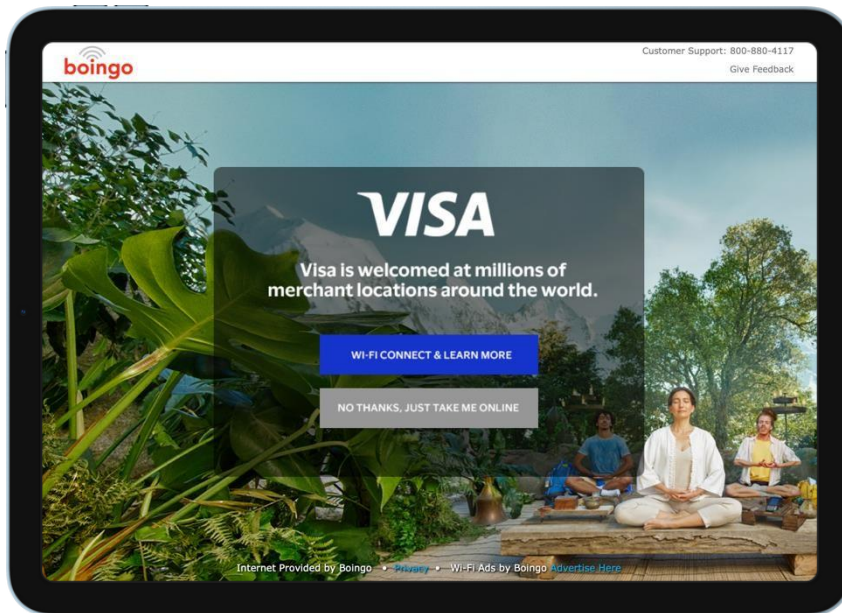 boingo
Customer Support: 800-880-4117
Give Feedback
VISA
Visa is welcomed at millions of
merchant locations around the world.
WI-FI CONNECT & LEARN MORE
NO THANKS, JUST TAKE ME ONLINE
Internet Provided by Boingo • Privacy • Wi-Fi Ads by Boingo Advertise Here